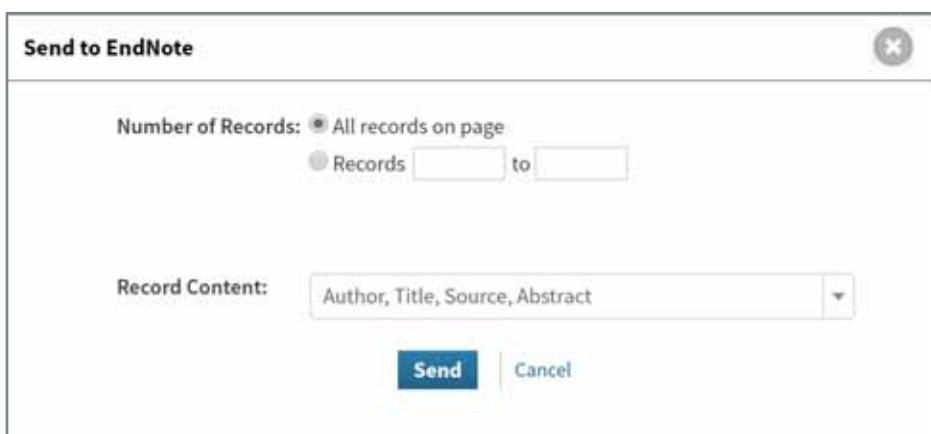 Send to EndNote
Number of Records: All records on page
Records to
Record Content: Author, Title, Source, Abstract
Send Cancel